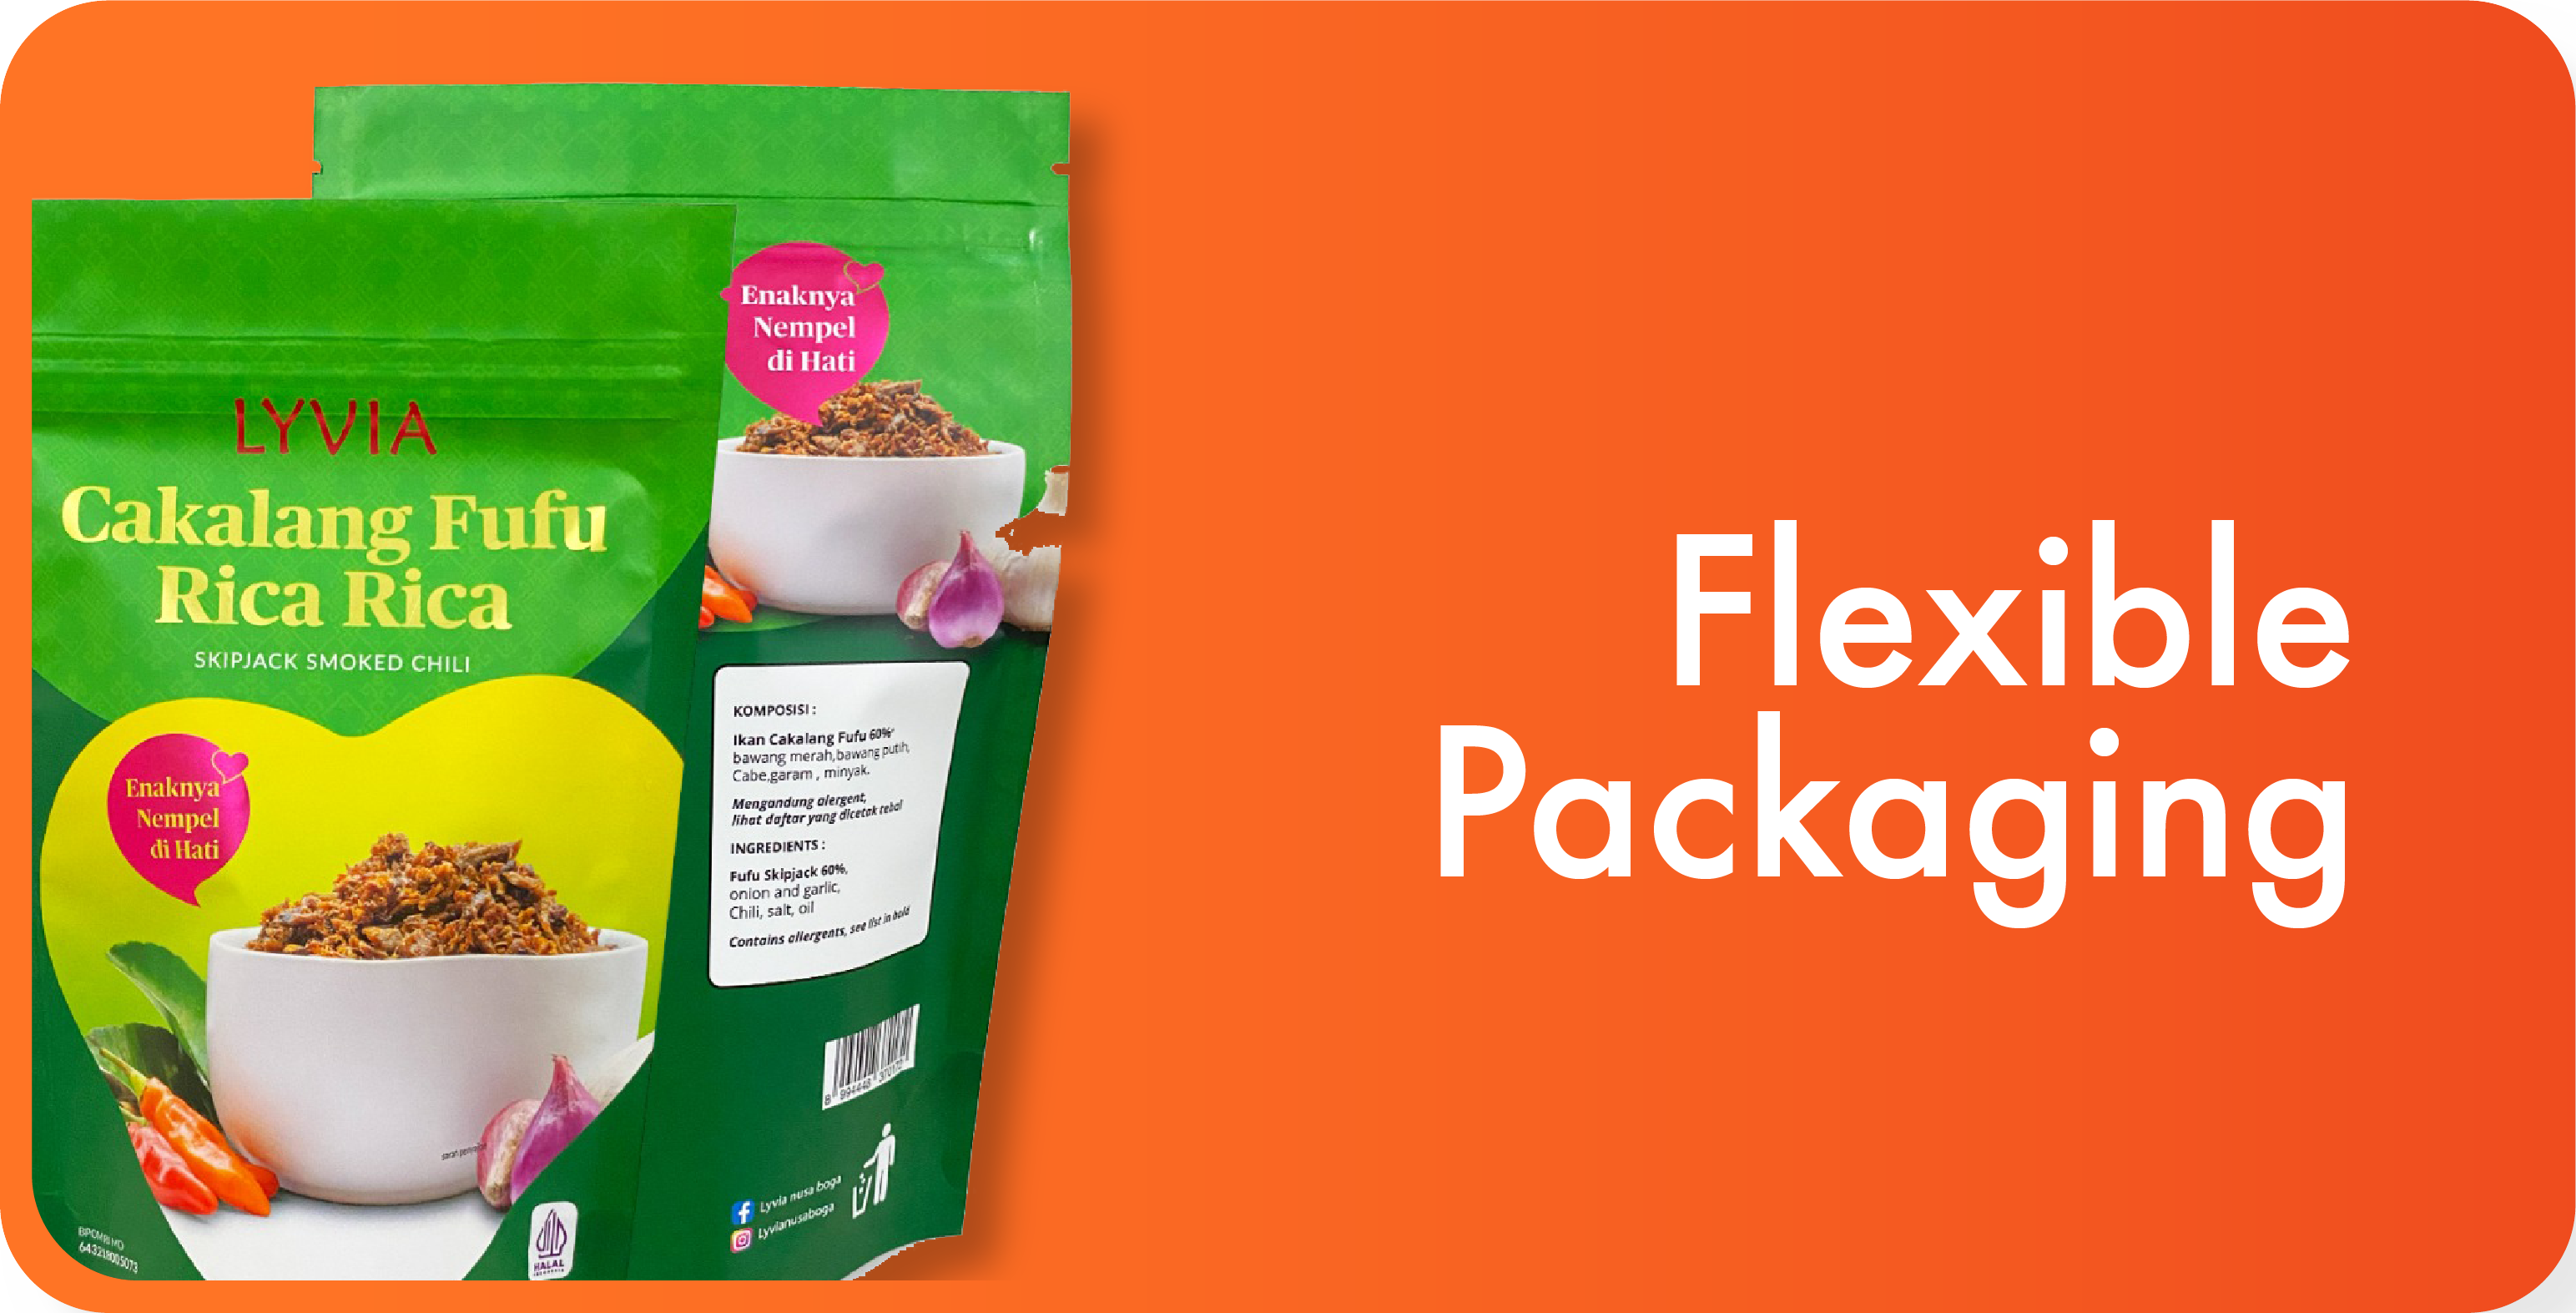 LYVIA
Cakalang Fufu
Rica Rica
SKIPJACK SMOKED CHILI
Enaknya
Nempel
di Hati
HALAL
Enaknya
Nempel
di Hati
KOMPOSISI :
Ikan Cakalang Fufu 60%
bawang merah,bawang putih,
Cabe,garam , minyak.
Mengandung alergent,
lihat daftar yang dicetak tebal
INGREDIENTS :
Fufu Skipjack 60%,
onion and garlic,
Chili, salt, oil
Contains allergents, see list in bold
Lyvia nusa boga
Lyvianusaboga
Flexible
Packaging